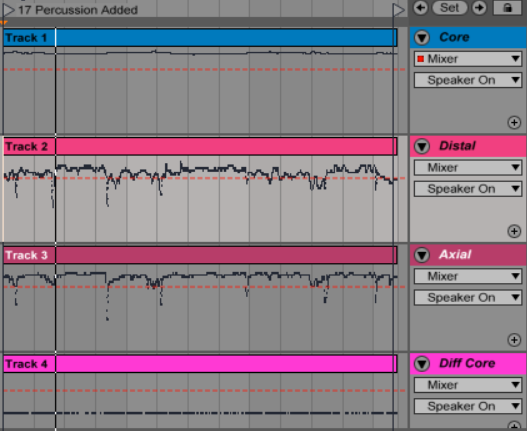 17 Percussion Added
Set
Track 1
Core
Mixer
Speaker On
Track 2
Distal
Mixer
Speaker On
Track 3
Axial
Mixer
Speaker On
Track 4
Diff Core
Mixer
Speaker On